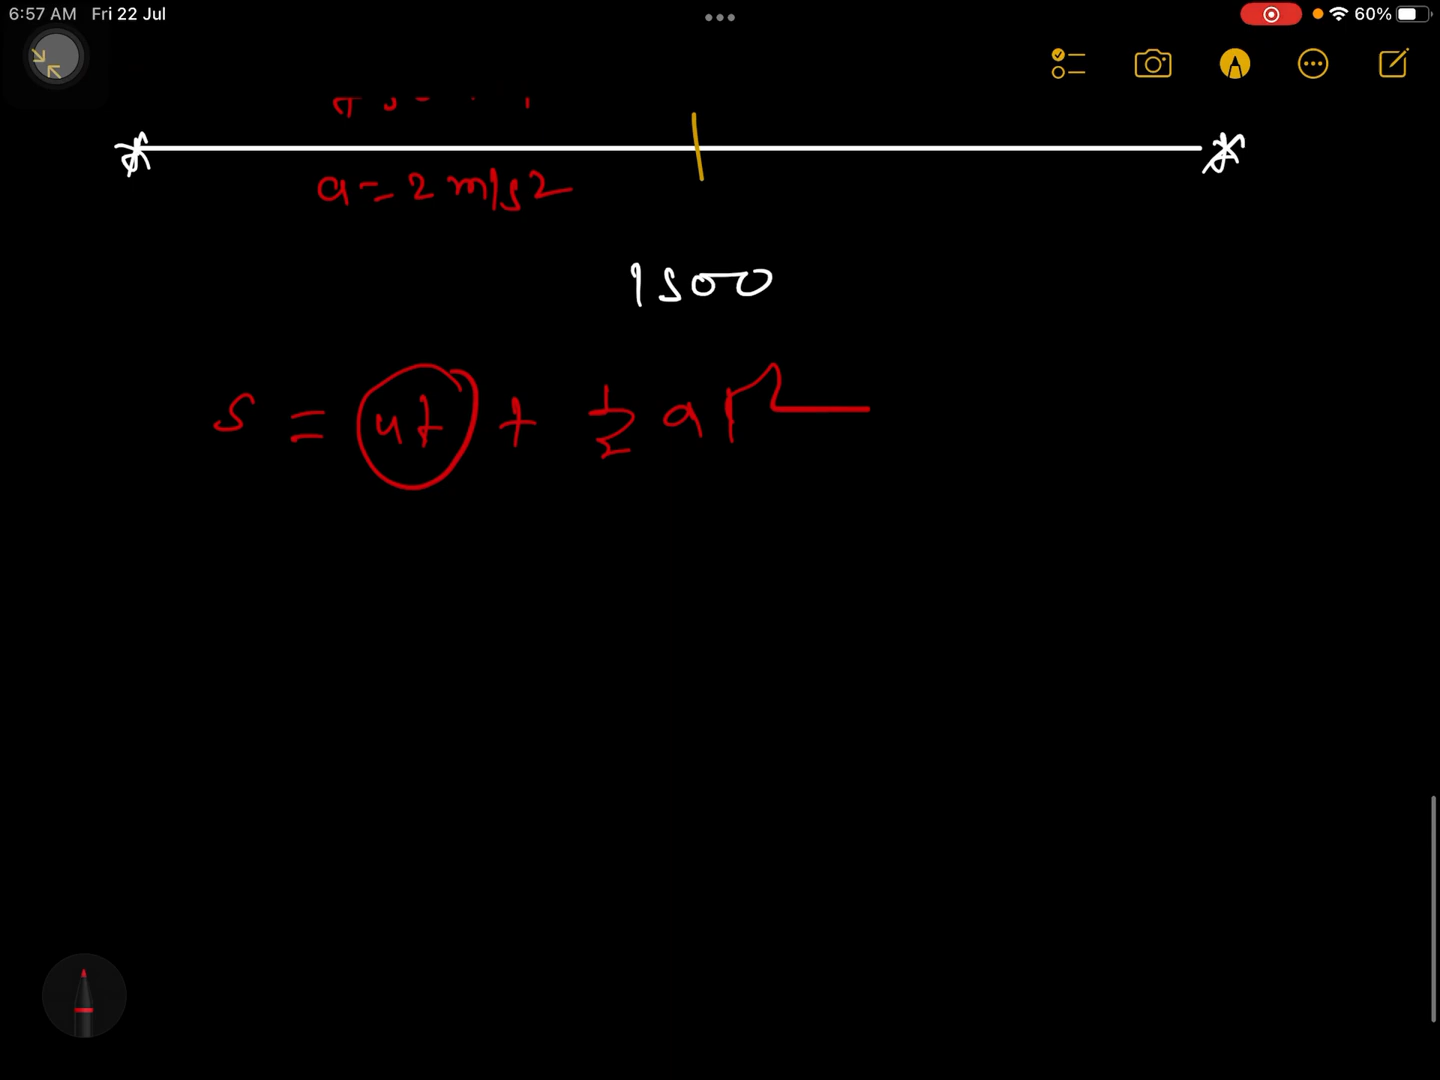 6:57 AM Fri 22 Jul
60%
a = 2 m/s2
1500
s = ut + 1/2 at²